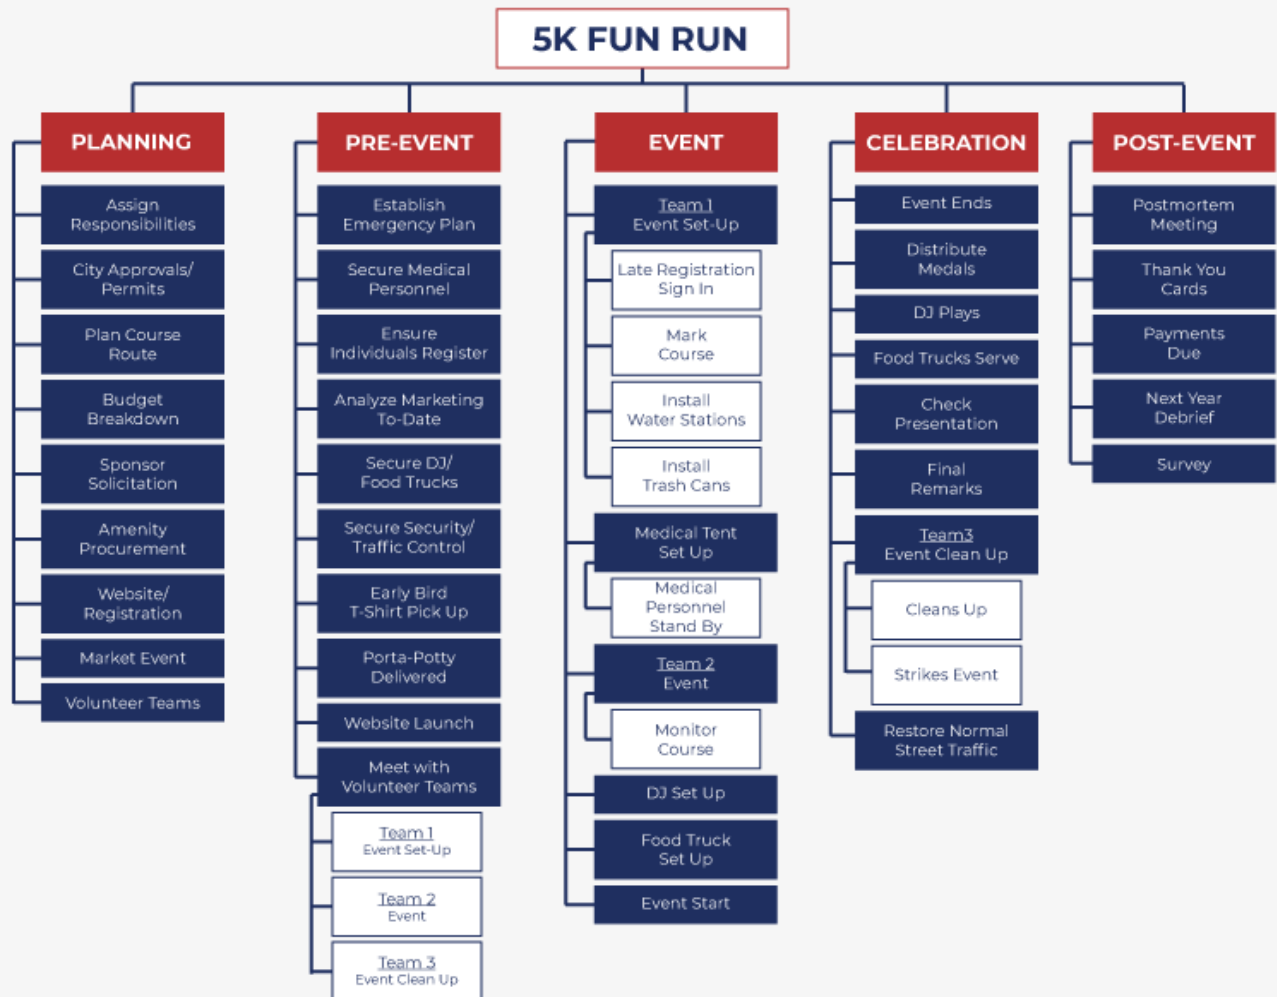 5K FUN RUN
PLANNING
Assign
Responsibilities
City Approvals/
Permits
Plan Course
Route
Budget
Breakdown
Sponsor
Solicitation
Amenity
Procurement
Website/
Registration
Market Event
Volunteer Teams
PRE-EVENT
Establish
Emergency Plan
Secure Medical
Personnel
Ensure
Individuals Register
Analyze Marketing
To-Date
Secure DJ/
Food Trucks
Secure Security/
Traffic Control
Early Bird
T-Shirt Pick Up
Porta-Potty
Delivered
Website Launch
Meet with
Volunteer Teams
Team 1
Event Set-Up
Team 2
Event
Team 3
Event Clean Up
EVENT
Team 1
Event Set-Up
Late Registration
Sign In
Mark
Course
Install
Water Stations
Install
Trash Cans
Medical Tent
Set Up
Medical
Personnel
Stand By
Team 2
Event
Monitor
Course
DJ Set Up
Food Truck
Set Up
Event Start
CELEBRATION
Event Ends
Distribute
Medals
DJ Plays
Food Trucks Serve
Check
Presentation
Final
Remarks
Team3
Event Clean Up
Cleans Up
Strikes Event
Restore Normal
Street Traffic
POST-EVENT
Postmortem
Meeting
Thank You
Cards
Payments
Due
Next Year
Debrief
Survey